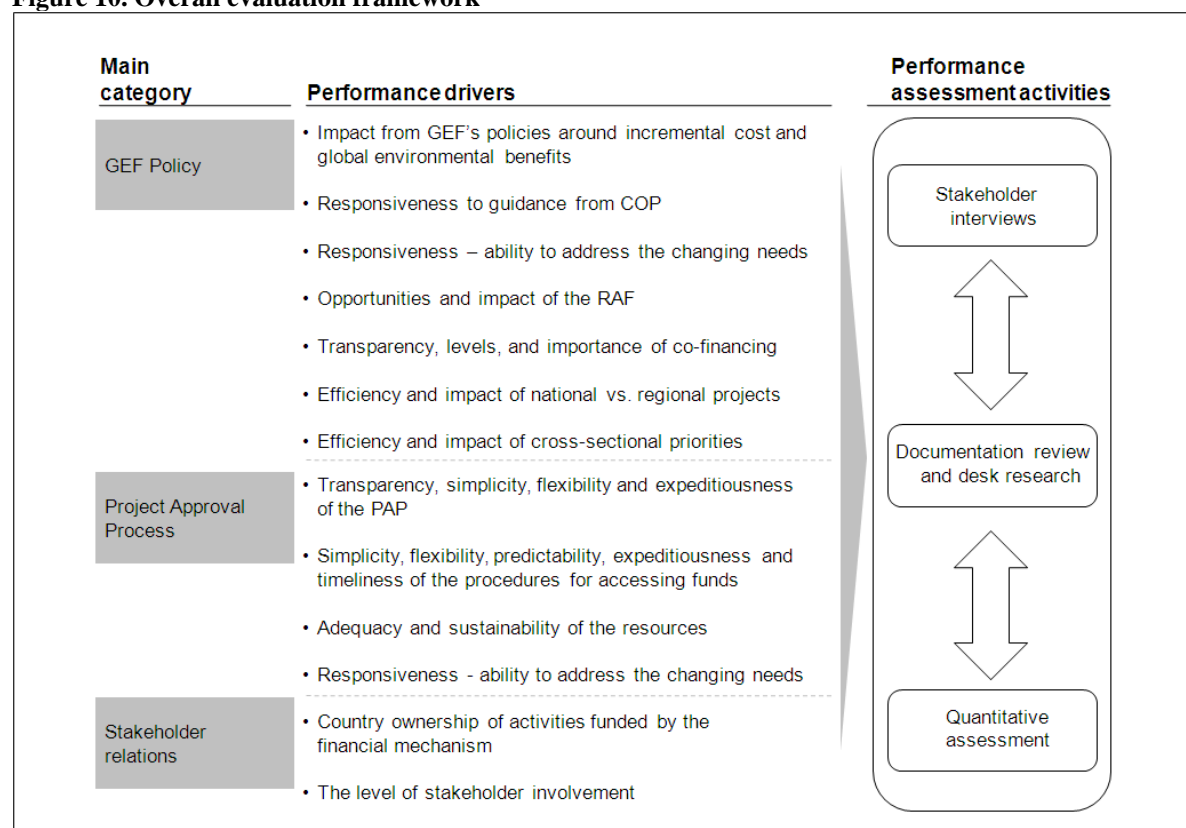 Figure 10. Overall evaluation framework
Main
category
Performance drivers
Performance
assessment activities
GEF Policy
• Impact from GEF's policies around incremental cost and
global environmental benefits
• Responsiveness to guidance from COP
• Responsiveness – ability to address the changing needs
• Opportunities and impact of the RAF
• Transparency, levels, and importance of co-financing
• Efficiency and impact of national vs. regional projects
• Efficiency and impact of cross-sectional priorities
Project Approval
Process
• Transparency, simplicity, flexibility and expeditiousness
of the PAP
• Simplicity, flexibility, predictability, expeditiousness and
timeliness of the procedures for accessing funds
• Adequacy and sustainability of the resources
• Responsiveness - ability to address the changing needs
Stakeholder
relations
• Country ownership of activities funded by the
financial mechanism
• The level of stakeholder involvement
Stakeholder
interviews
Documentation review
and desk research
Quantitative
assessment